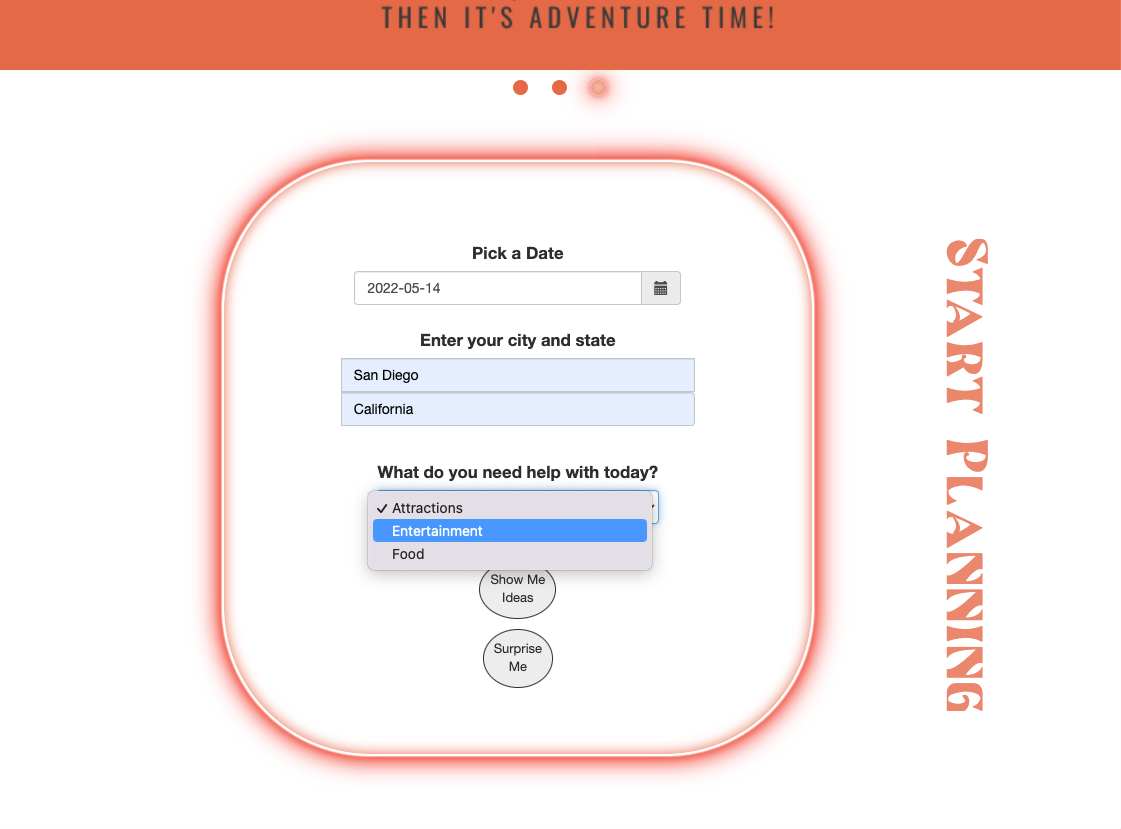 THEN IT'S ADVENTURE TIME!
Pick a Date
2022-05-14
Enter your city and state
San Diego
California
What do you need help with today?
✓ Attractions
Entertainment
Food
Show Me
Ideas
Surprise
Me
START PLANNING